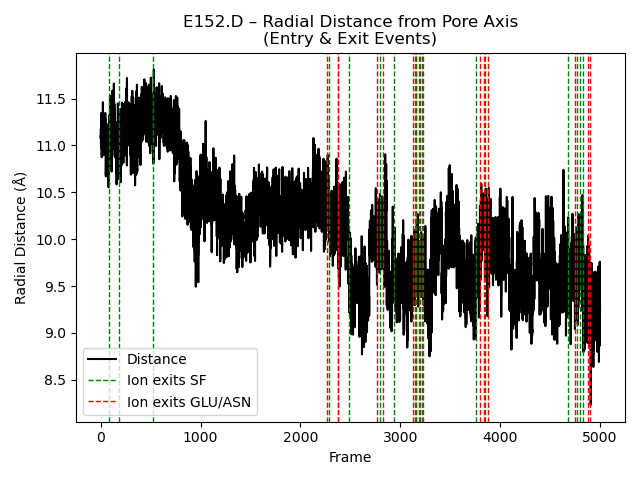 E152.D – Radial Distance from Pore Axis
(Entry & Exit Events)
Radial Distance (Å)
11.5
11.0
10.5
10.0
9.5
9.0
8.5
Distance
Ion exits SF
Ion exits GLU/ASN
0
1000
2000
3000
4000
5000
Frame